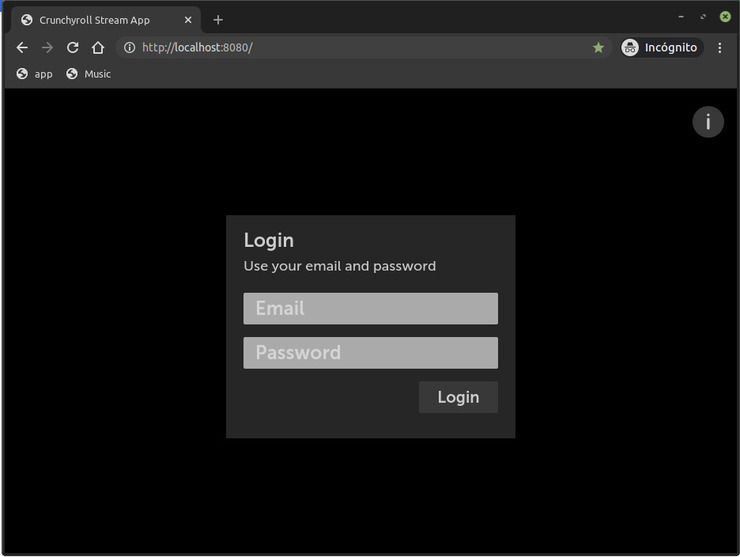 Crunchyroll Stream App
http://localhost:8080/
Incógnito
app
Music
i
Login
Use your email and password
Email
Password
Login